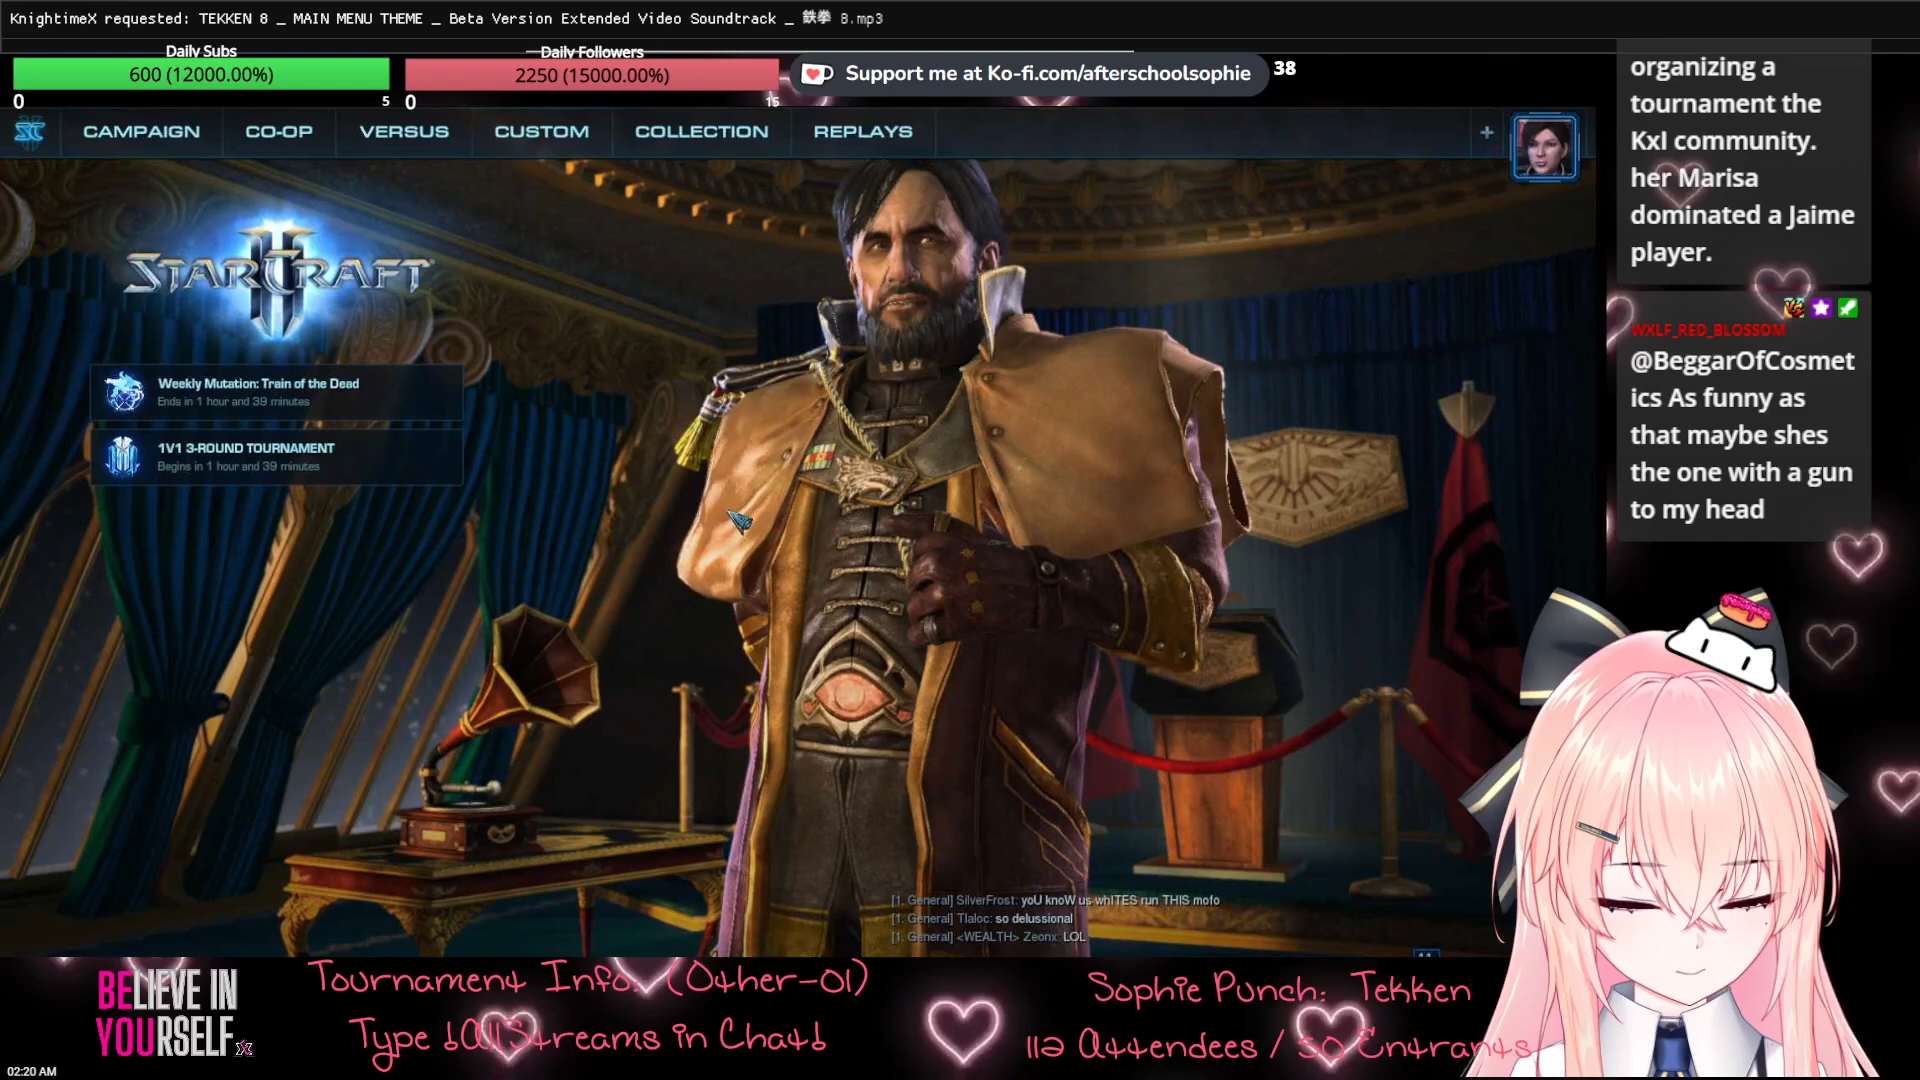 KnightimeX requested: TEKKEN 8 _ MAIN MENU THEME _ Beta Version Extended Video Soundtrack _ 鉄拳 8.mp3
Daily Subs
600 (12000.00%)
0
5
Daily Followers
2250 (15000.00%)
0
15
Support me at Ko-fi.com/afterschoolsophie
38
CAMPAIGN
CO-OP
VERSUS
CUSTOM
COLLECTION
REPLAYS
+
STARCRAFT II
Weekly Mutation: Train of the Dead
Ends in 1 hour and 39 minutes
1V1 3-ROUND TOURNAMENT
Begins in 1 hour and 39 minutes
[1. General] SilverFrost: yoU knoW us whITES run THIS mofo
[1. General] Tlaloc: so delussional
[1. General] <WEALTH> Zeonx: LOL
organizing a
tournament the
KxI community.
her Marisa
dominated a Jaime
player.
WXLF_RED_BLOSSOM
@BeggarOfCosmet
ics As funny as
that maybe shes
the one with a gun
to my head
BELIEVE IN
YOURSELF
Tournament Info: (Other-01)
Type !AllStreams in Chat!
Sophie Punch: Tekken
112 Attendees / 50 Entrants
02:20 AM